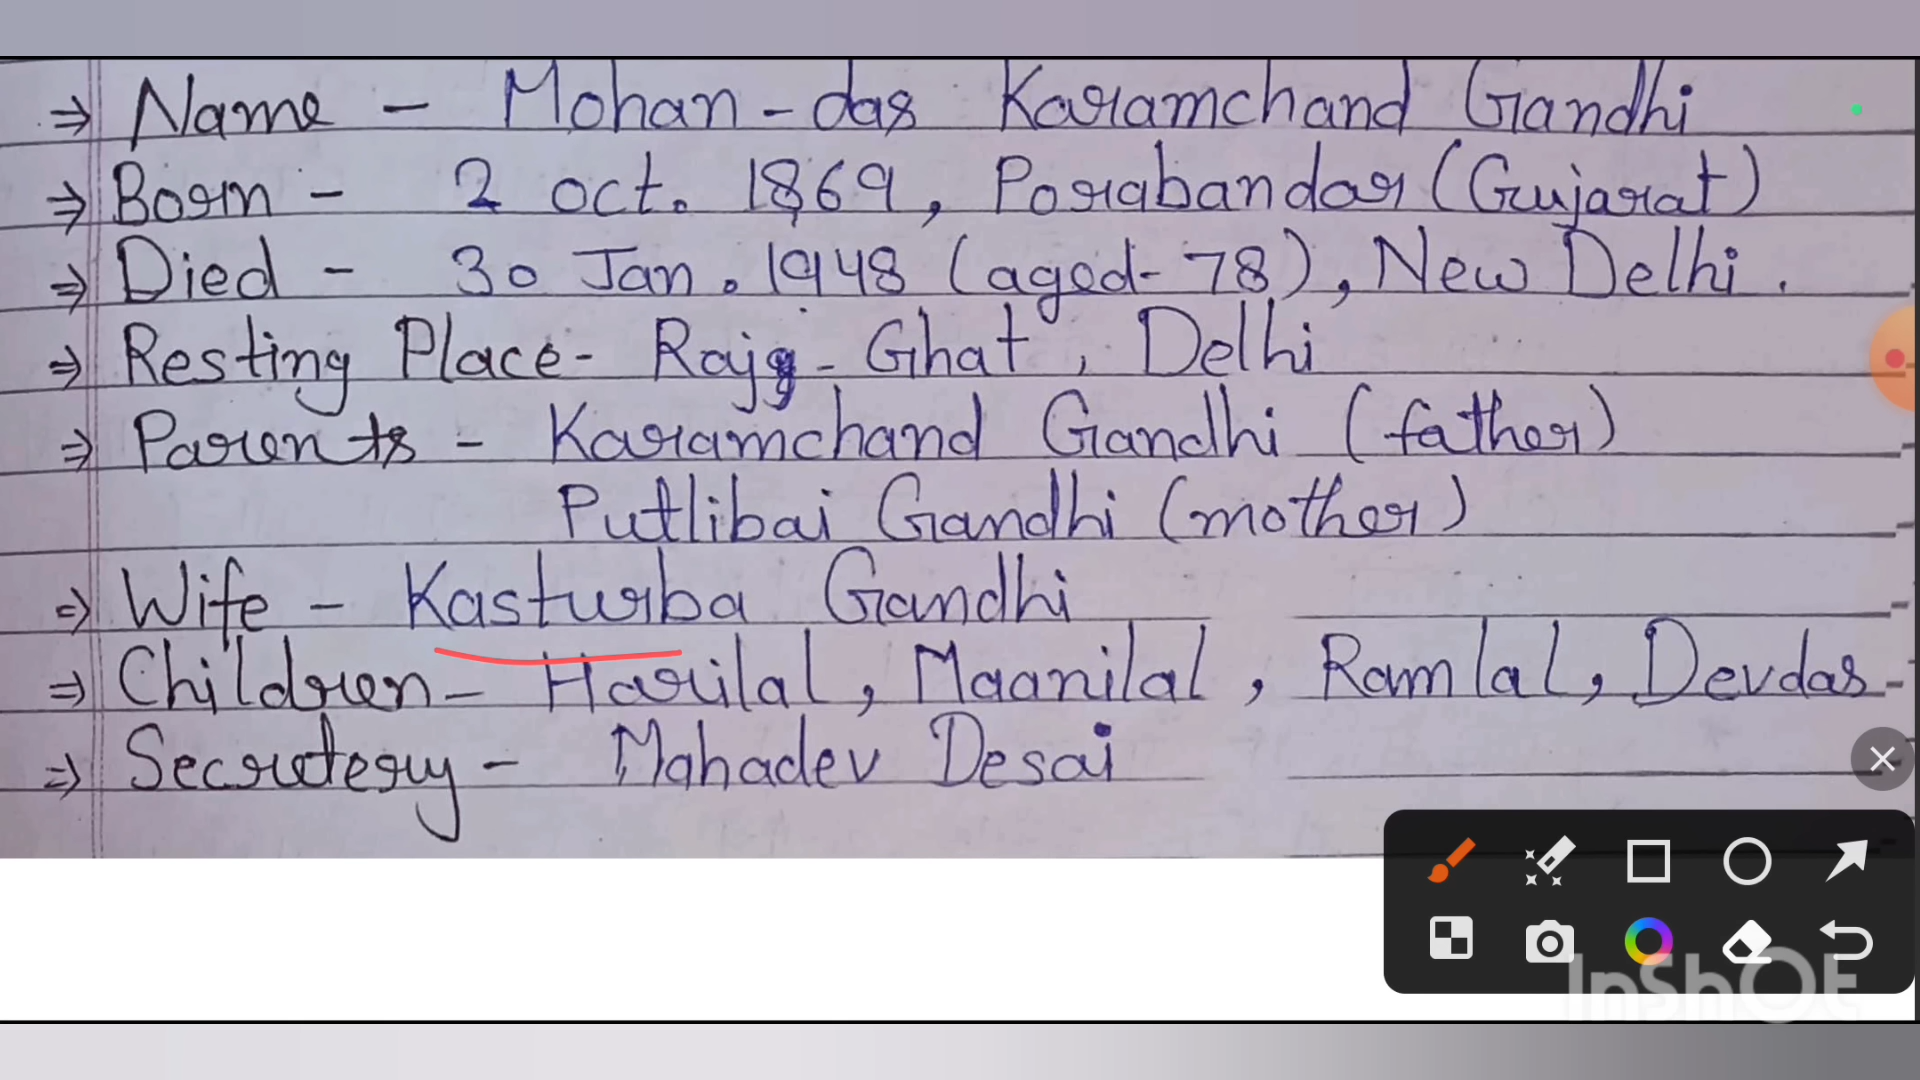 ⇒ Name - Mohan-das Karamchand Gandhi
⇒ Born - 2 oct. 1869, Porabandar (Gujarat)
⇒ Died - 30 Jan. 1948 (aged-78), New Delhi.
⇒ Resting Place- Rajg-Ghat, Delhi
⇒ Parents - Karamchand Gandhi (father)
Putlibai Gandhi (mother)
⇒ Wife - Kasturba Gandhi
⇒ Children- Harilal, Maanilal, Ramlal, Devdas
⇒ Secretery - Mahadev Desai
InShOt